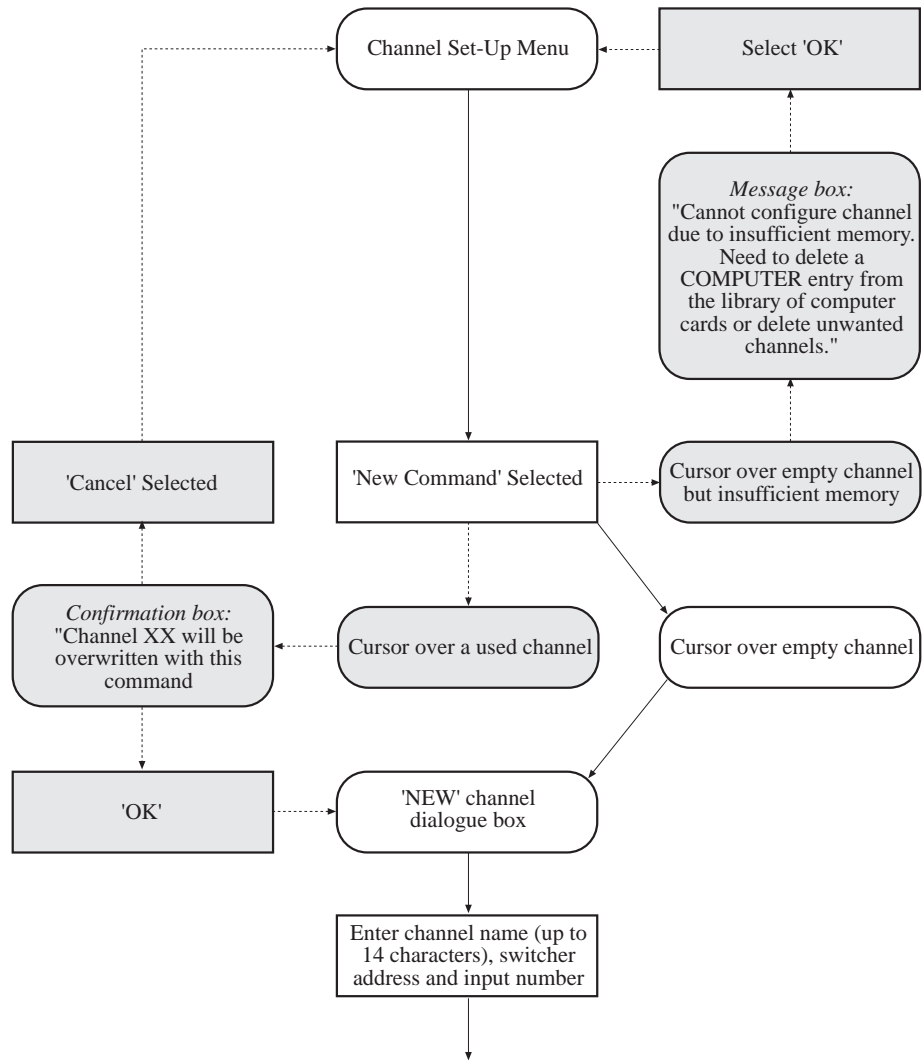 Channel Set-Up Menu
Select 'OK'
Message box:
"Cannot configure channel
due to insufficient memory.
Need to delete a
COMPUTER entry from
the library of computer
cards or delete unwanted
channels."
'Cancel' Selected
'New Command' Selected
Cursor over empty channel
but insufficient memory
Confirmation box:
"Channel XX will be
overwritten with this
command
Cursor over a used channel
Cursor over empty channel
'OK'
'NEW' channel
dialogue box
Enter channel name (up to
14 characters), switcher
address and input number